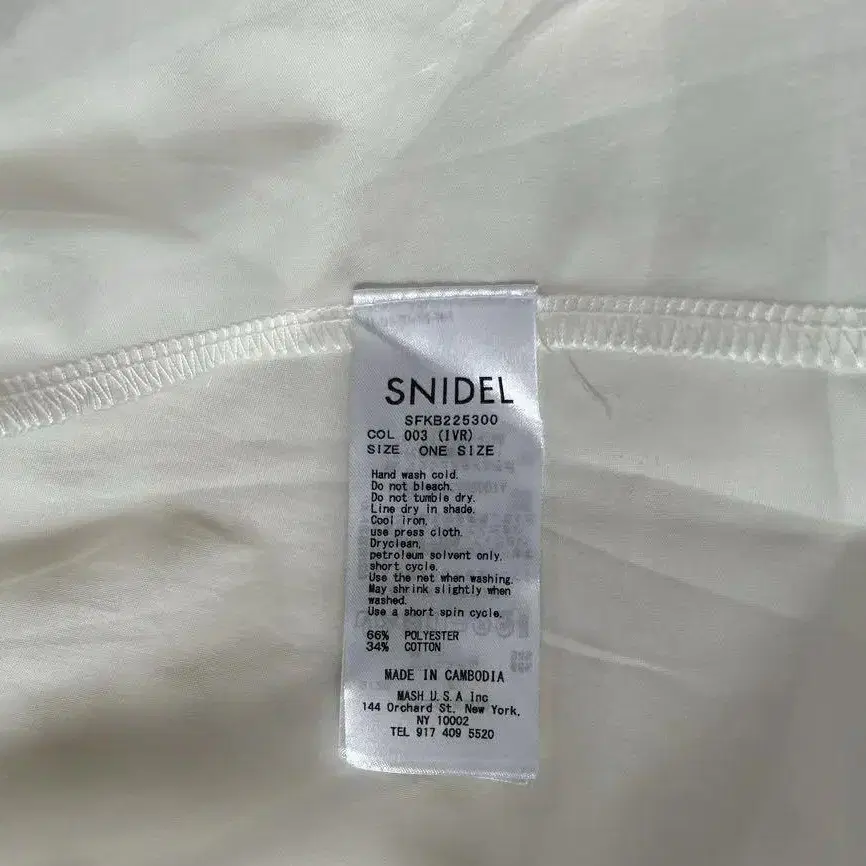 SNIDEL
SFKB225300
COL 003 (IVR)
SIZE ONE SIZE
Hand wash cold.
Do not bleach.
Do not tumble dry.
Line dry in shade.
Cool iron,
use press cloth.
Dryclean,
petroleum solvent only.
short cycle.
Use the net when washing.
May shrink slightly when
washed.
Use a short spin cycle.
66% POLYESTER
34% COTTON
MADE IN CAMBODIA
MASH U.S.A Inc
144 Orchard St. New York,
NY 10002
TEL 917 409 5520